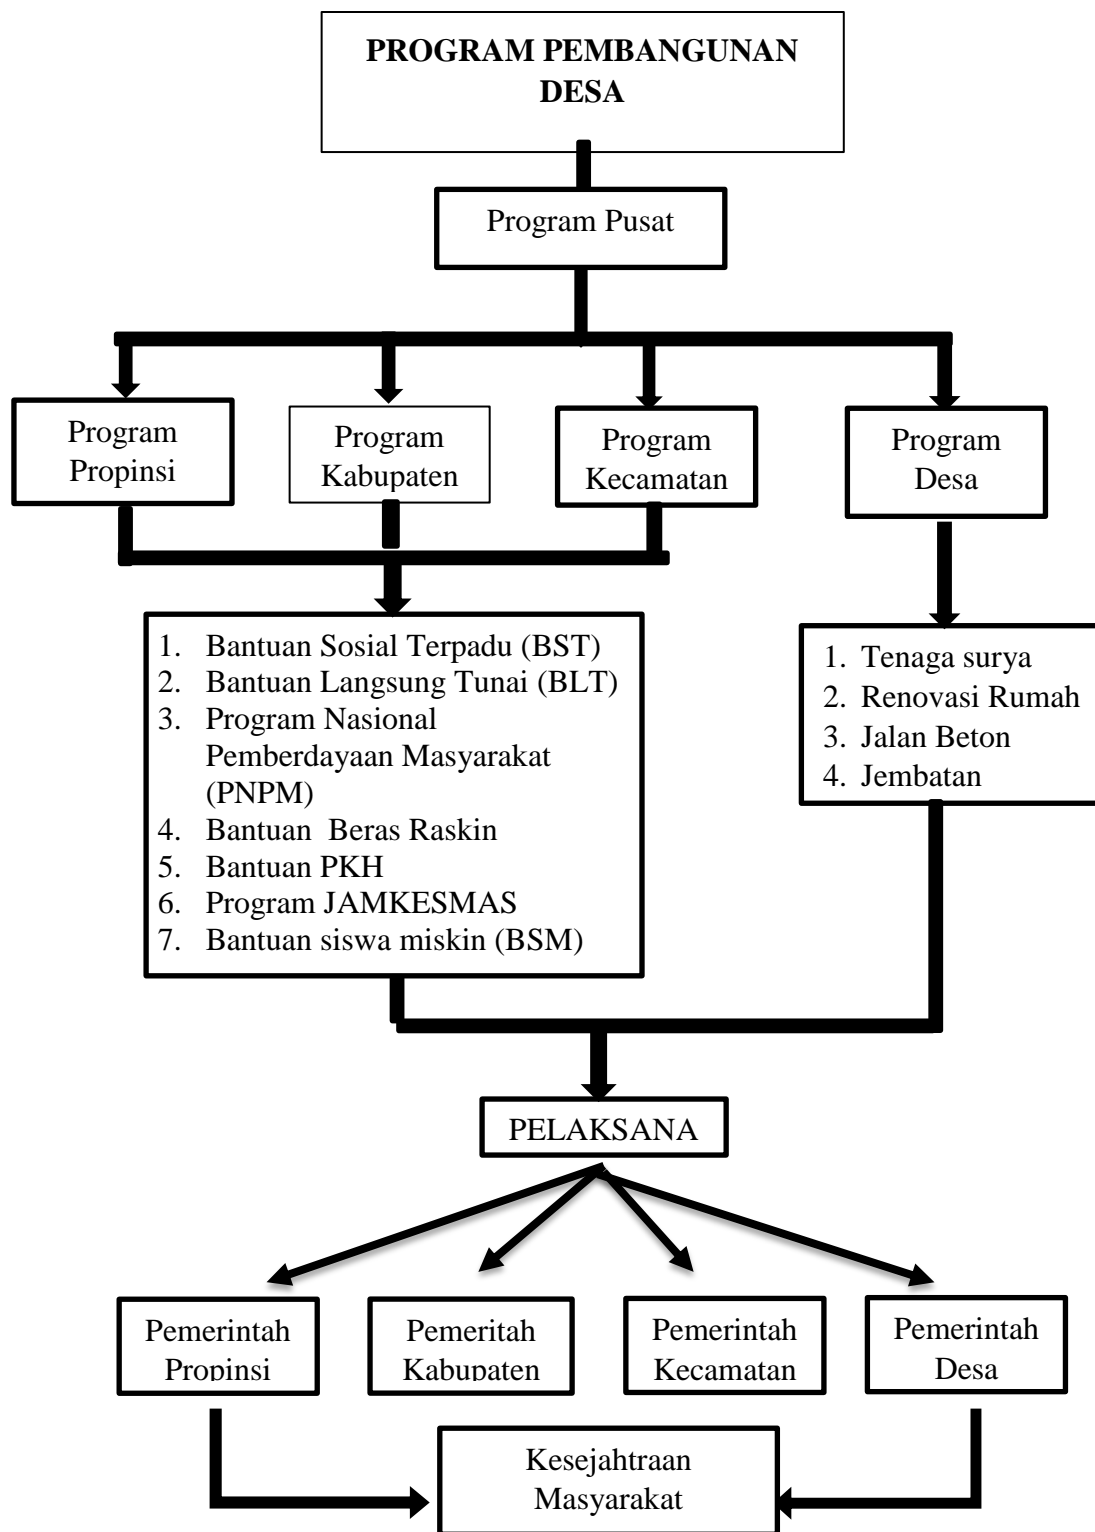 PROGRAM PEMBANGUNAN
DESA
Program Pusat
Program
Propinsi
Program
Kabupaten
Program
Kecamatan
Program
Desa
1. Bantuan Sosial Terpadu (BST)
2. Bantuan Langsung Tunai (BLT)
3. Program Nasional
Pemberdayaan Masyarakat
(PNPM)
4. Bantuan Beras Raskin
5. Bantuan PKH
6. Program JAMKESMAS
7. Bantuan siswa miskin (BSM)
1. Tenaga surya
2. Renovasi Rumah
3. Jalan Beton
4. Jembatan
PELAKSANA
Pemerintah
Propinsi
Pemeritah
Kabupaten
Pemerintah
Kecamatan
Pemerintah
Desa
Kesejahtraan
Masyarakat